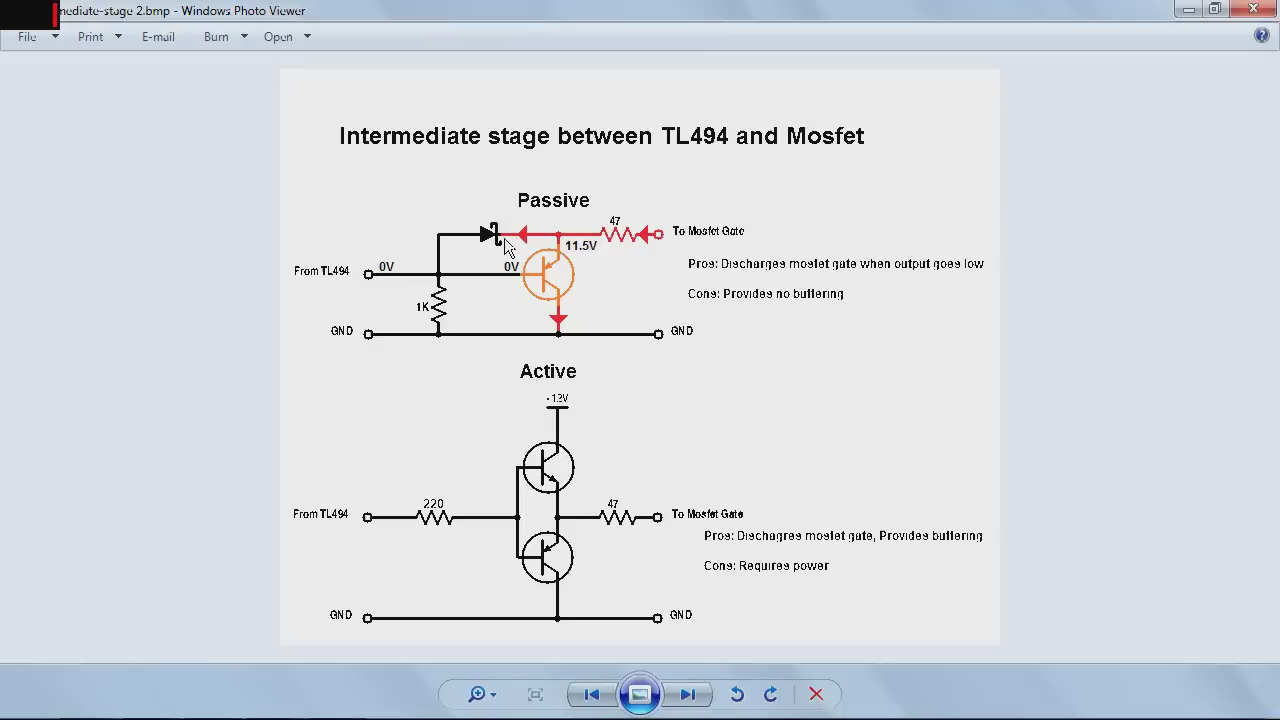 mediate-stage 2.bmp - Windows Photo Viewer
File Print E-mail Burn Open
Intermediate stage between TL494 and Mosfet
Passive
47
To Mosfet Gate
11.5V
Pros: Discharges mosfet gate when output goes low
From TL494 0V 0V
Cons: Provides no buffering
1K
GND GND
Active
From TL494 220 47 To Mosfet Gate
Pros: Dischagres mosfet gate, Provides buffering
Cons: Requires power
GND GND